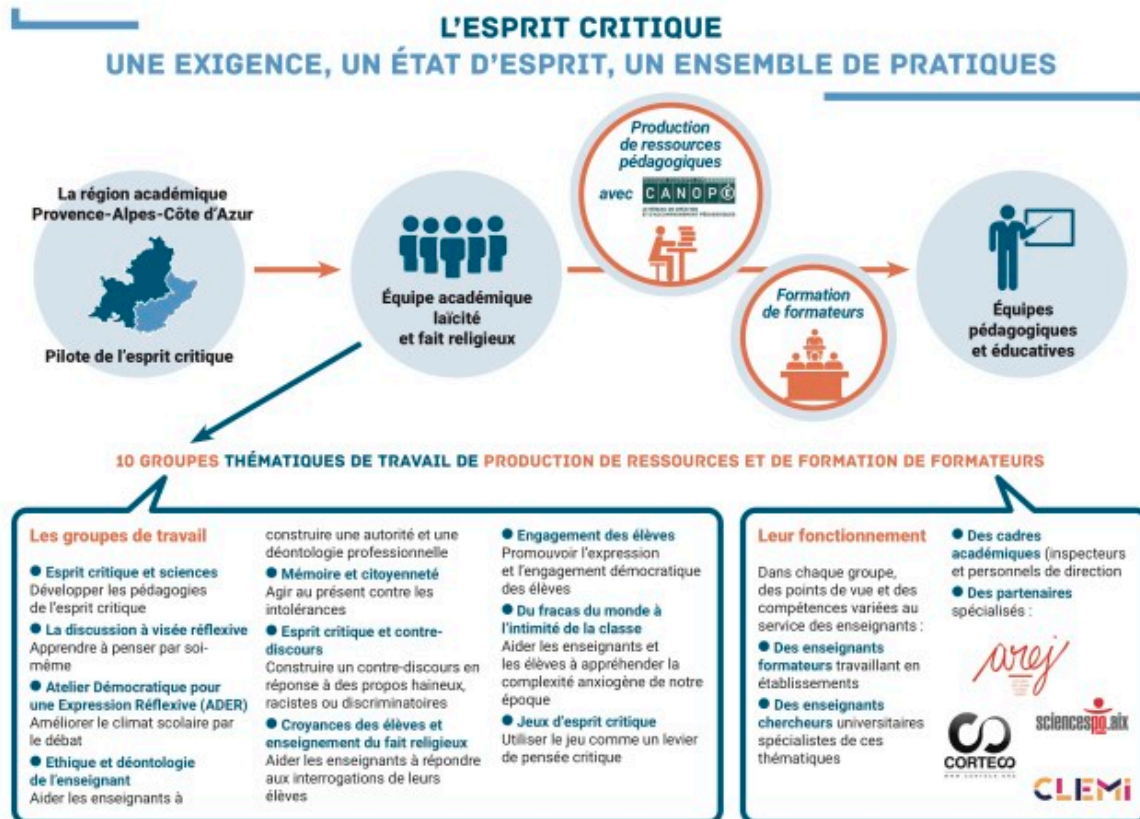 L'ESPRIT CRITIQUE
UNE EXIGENCE, UN ÉTAT D'ESPRIT, UN ENSEMBLE DE PRATIQUES
La région académique
Provence-Alpes-Côte d'Azur
Pilote de l'esprit critique
Équipe académique
laïcité
et fait religieux
Production
de ressources
pédagogiques
avec CANOPÉ
Formation
de formateurs
Équipes
pédagogiques
et éducatives
10 GROUPES THÉMATIQUES DE TRAVAIL DE PRODUCTION DE RESSOURCES ET DE FORMATION DE FORMATEURS
Les groupes de travail
● Esprit critique et sciences
Développer les pédagogies
de l'esprit critique
● La discussion à visée réflexive
Apprendre à penser par soi-
même
● Atelier Démocratique pour
une Expression Réflexive (ADER)
Améliorer le climat scolaire par
le débat
● Ethique et déontologie
de l'enseignant
Aider les enseignants à
construire une autorité et une
déontologie professionnelle
● Mémoire et citoyenneté
Agir au présent contre les
intolérances
● Esprit critique et contre-
discours
Construire un contre-discours en
réponse à des propos haineux,
racistes ou discriminatoires
● Croyances des élèves et
enseignement du fait religieux
Aider les enseignants à répondre
aux interrogations de leurs
élèves
● Engagement des élèves
Promouvoir l'expression
et l'engagement démocratique
des élèves
● Du fracas du monde à
l'intimité de la classe
Aider les enseignants et
les élèves à appréhender la
complexité anxiogène de notre
époque
● Jeux d'esprit critique
Utiliser le jeu comme un levier
de pensée critique
Leur fonctionnement
Dans chaque groupe,
des points de vue et des
compétences variées au
service des enseignants :
● Des enseignants
formateurs travaillant en
établissements
● Des enseignants
chercheurs universitaires
spécialistes de ces
thématiques
● Des cadres
académiques (inspecteurs
et personnels de direction
● Des partenaires
spécialisés :
arej
sciencespo.aix
CORTECO
CLEMI